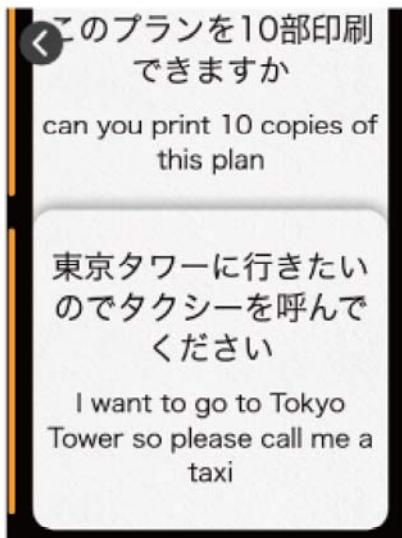 このプランを10部印刷
できますか
can you print 10 copies of
this plan
東京タワーに行きたい
のでタクシーを呼んで
ください
I want to go to Tokyo
Tower so please call me a
taxi